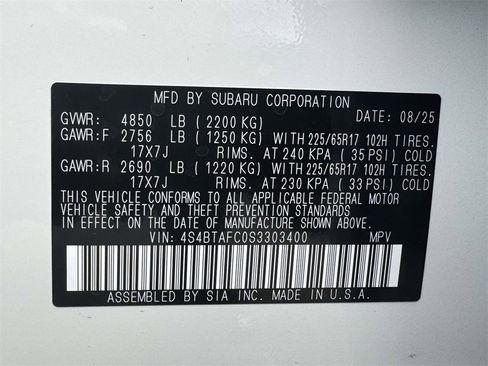 MFD BY SUBARU CORPORATION
GVWR: 4850 LB (2200 KG) DATE: 08/25
GAWR:F 2756 LB (1250 KG) WITH 225/65R17 102H TIRES.
17X7J RIMS. AT 240 KPA (35 PSI) COLD
GAWR:R 2690 LB (1220 KG) WITH 225/65R17 102H TIRES.
17X7J RIMS. AT 230 KPA (33 PSI) COLD
THIS VEHICLE CONFORMS TO ALL APPLICABLE FEDERAL MOTOR
VEHICLE SAFETY AND THEFT PREVENTION STANDARDS
IN EFFECT ON THE DATE OF MANUFACTURE SHOWN ABOVE.
VIN: 4S4BTAFC0S3303400 MPV
ASSEMBLED BY SIA INC. MADE IN U.S.A.